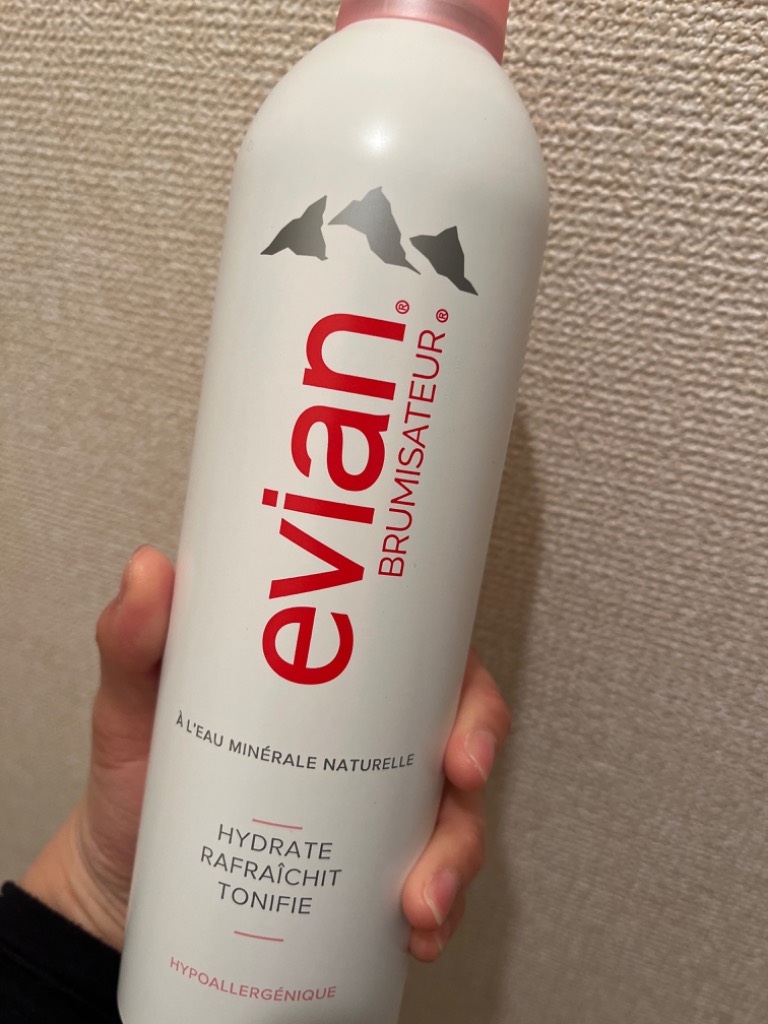 evian®
BRUMISATEUR®
À L'EAU MINÉRALE NATURELLE
HYDRATE
RAFRAÎCHIT
TONIFIE
HYPOALLERGÉNIQUE